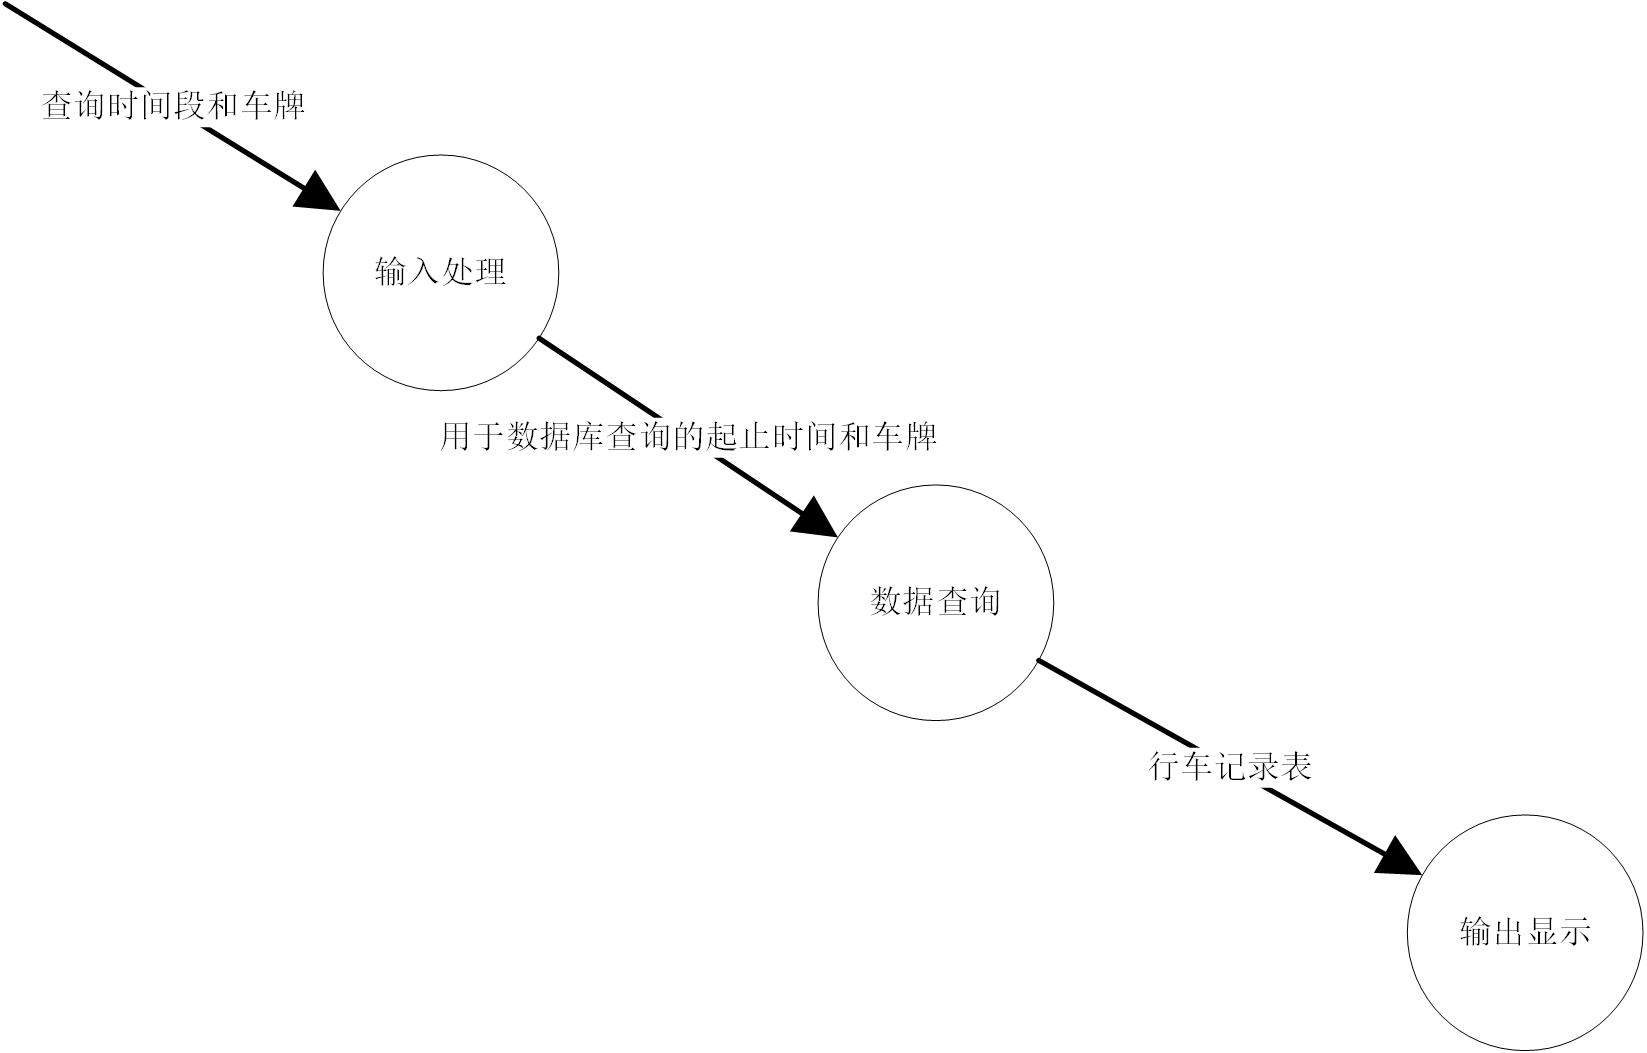 查询时间段和车牌
输入处理
用于数据库查询的起止时间和车牌
数据查询
行车记录表
输出显示